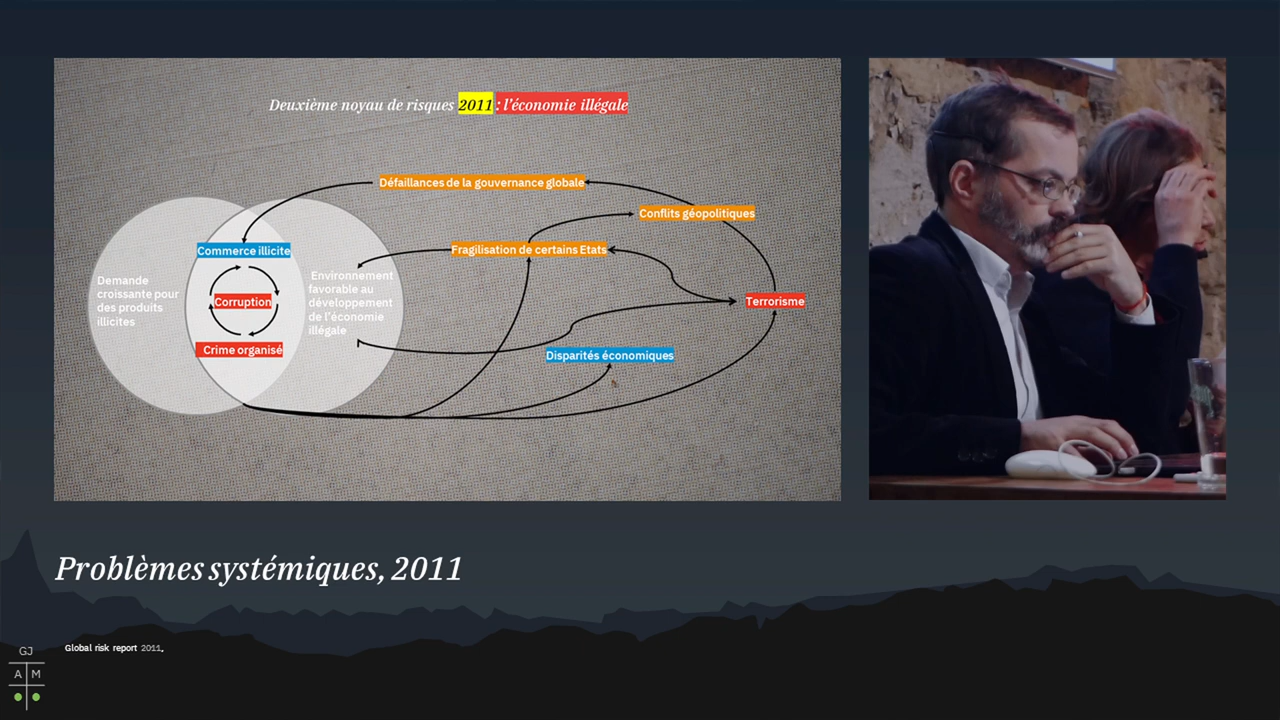 Deuxième noyau de risques 2011 : l'économie illégale
Défaillances de la gouvernance globale
Conflits géopolitiques
Commerce illicite
Fragilisation de certains Etats
Demande
croissante pour
des produits
illicites
Environnement
favorable au
développement
de l'économie
illégale
Corruption
Terrorisme
Crime organisé
Disparités économiques
Problèmes systémiques, 2011
Global risk report 2011.
GJ
A M